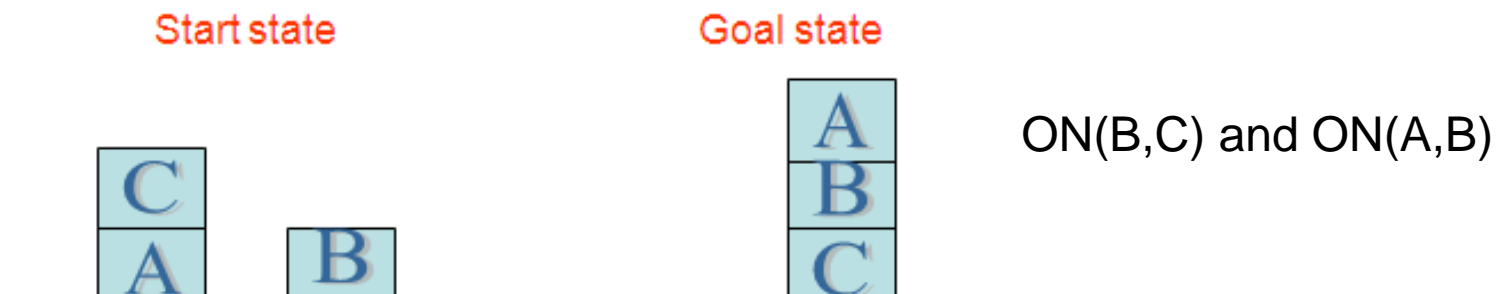 Start state
Goal state
A
ON(B,C) and ON(A,B)
C
B
A
B
C